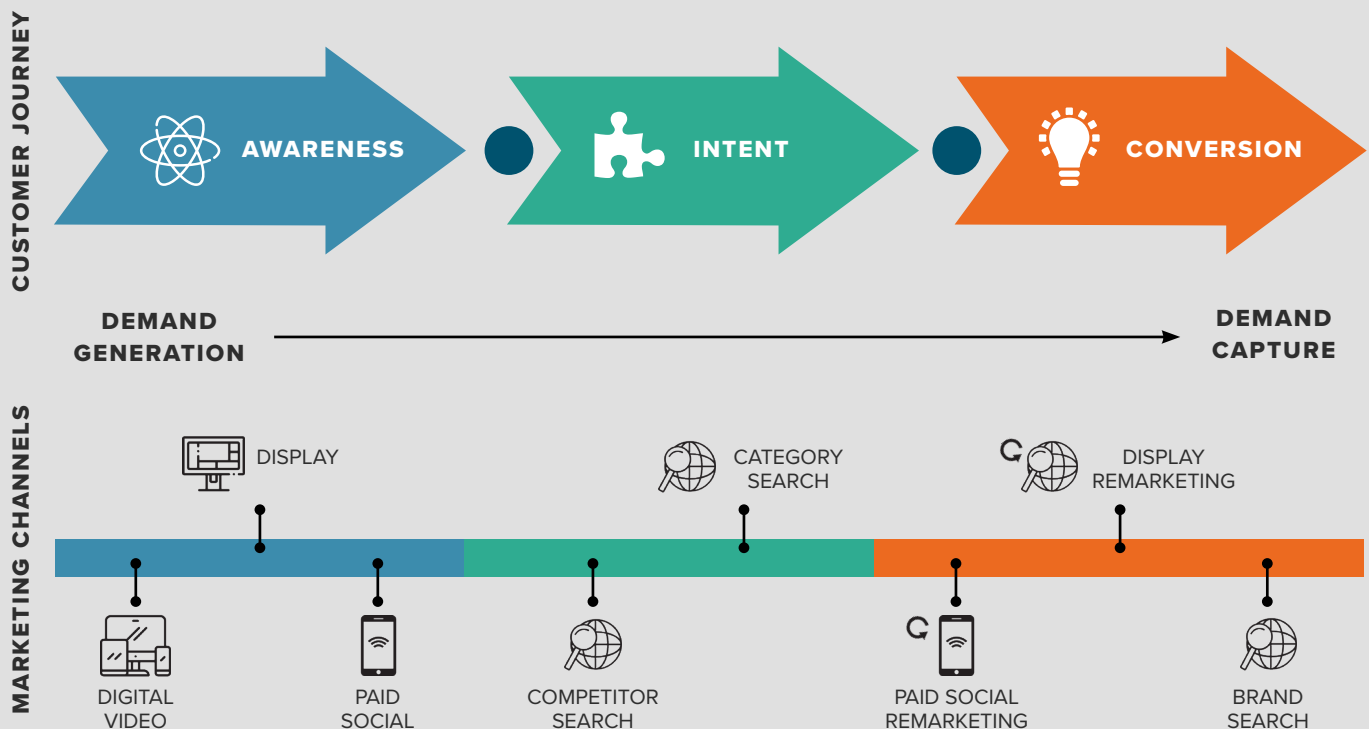 CUSTOMER JOURNEY
AWARENESS
INTENT
CONVERSION
DEMAND
GENERATION
DEMAND
CAPTURE
MARKETING CHANNELS
DISPLAY
CATEGORY
SEARCH
DISPLAY
REMARKETING
DIGITAL
VIDEO
PAID
SOCIAL
COMPETITOR
SEARCH
PAID SOCIAL
REMARKETING
BRAND
SEARCH